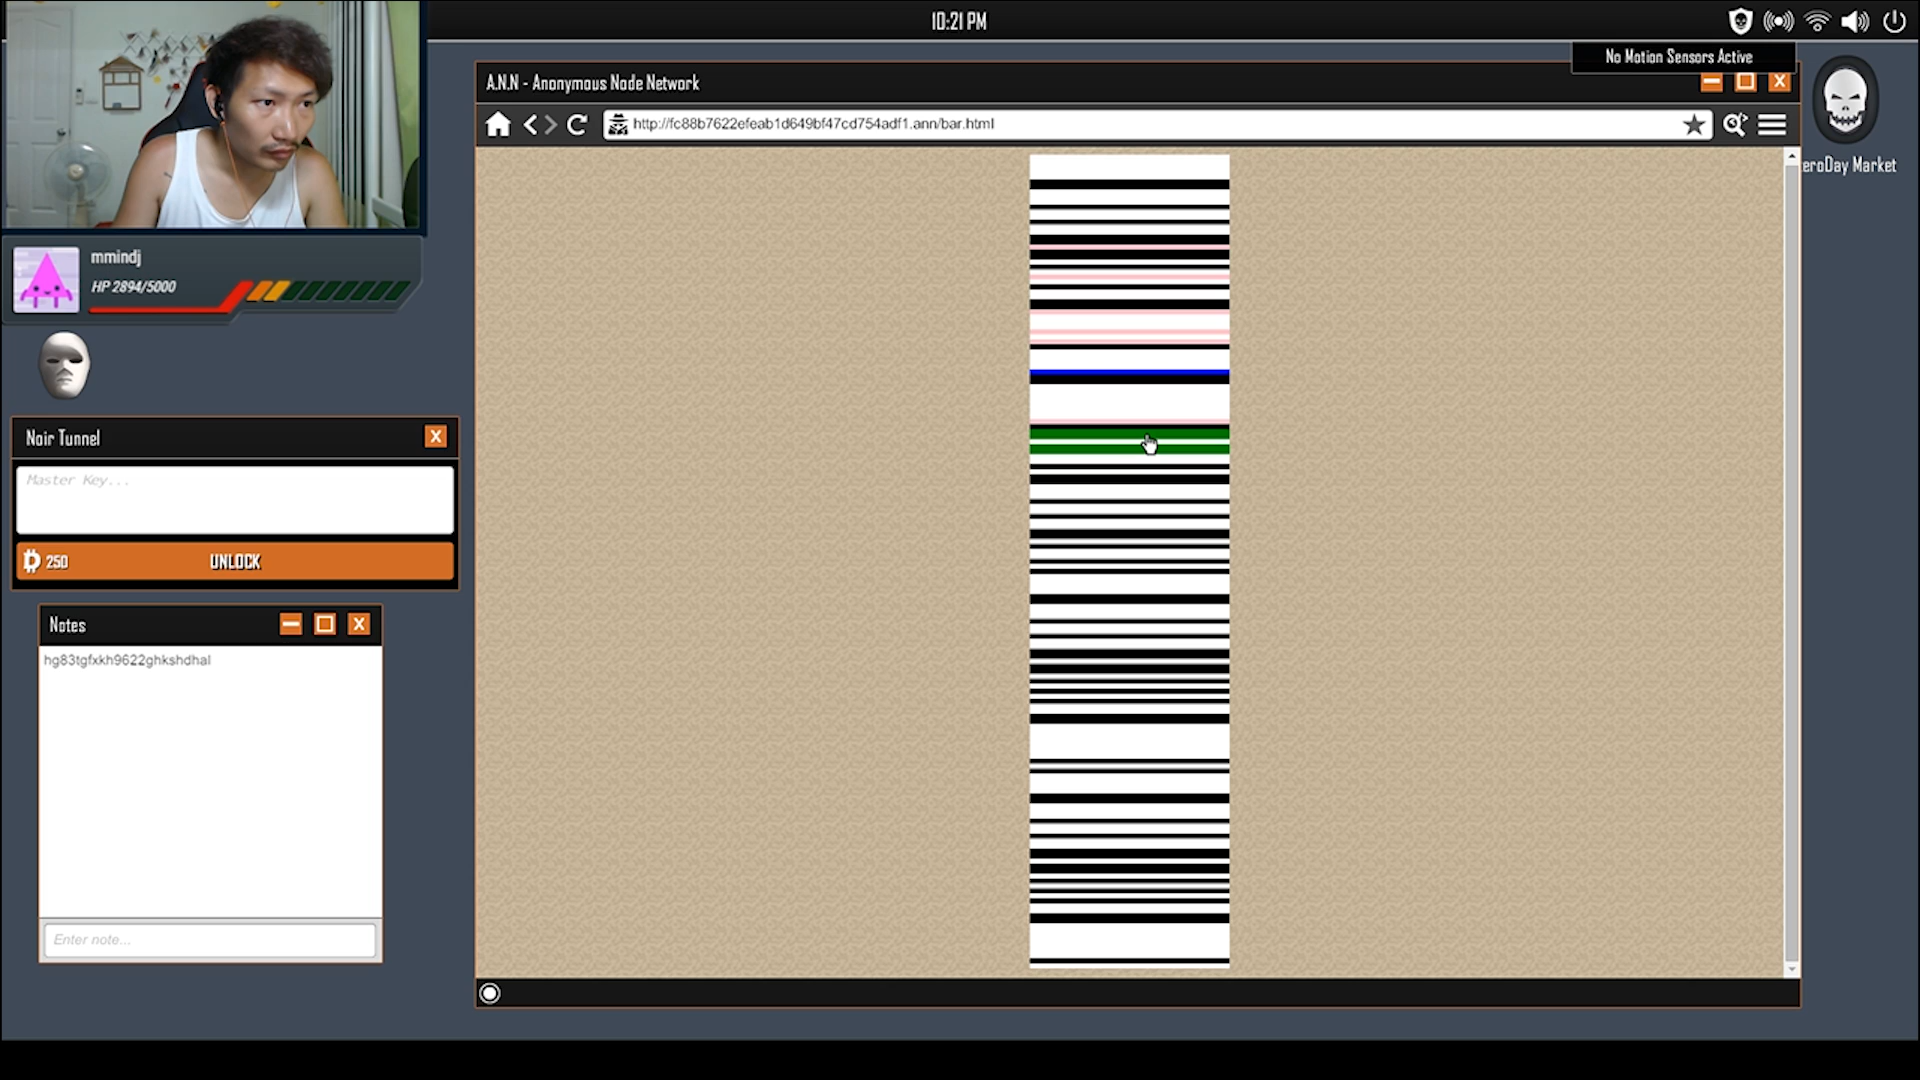 10:21 PM
No Motion Sensors Active
A.N.N - Anonymous Node Network
http://fc88b7622efeab1d649bf47cd754adf1.ann/bar.html
eroDay Market
mmindj
HP 2894/5000
Noir Tunnel
X
Master Key...
250
UNLOCK
Notes
X
hg83tgfxkh9622ghkshdhal
Enter note...